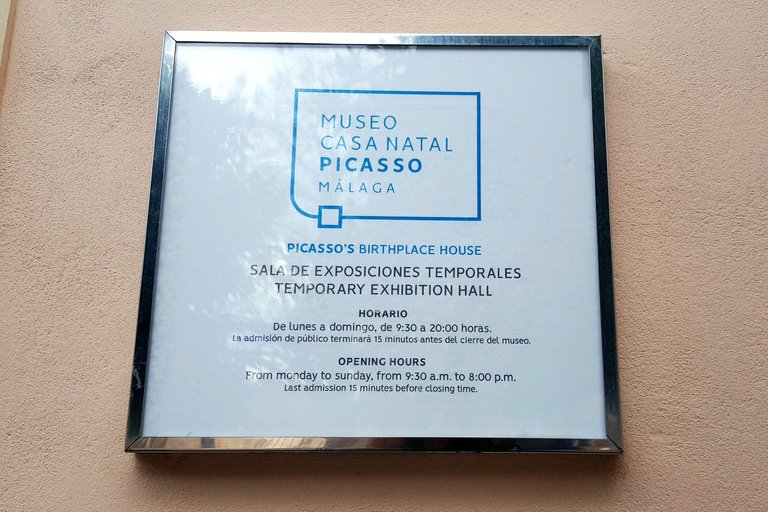 MUSEO
CASA NATAL
PICASSO
MÁLAGA
PICASSO'S BIRTHPLACE HOUSE
SALA DE EXPOSICIONES TEMPORALES
TEMPORARY EXHIBITION HALL
HORARIO
De lunes a domingo, de 9:30 a 20:00 horas.
La admisión de público terminará 15 minutos antes del cierre del museo.
OPENING HOURS
From monday to sunday, from 9:30 a.m. to 8:00 p.m.
Last admission 15 minutes before closing time.